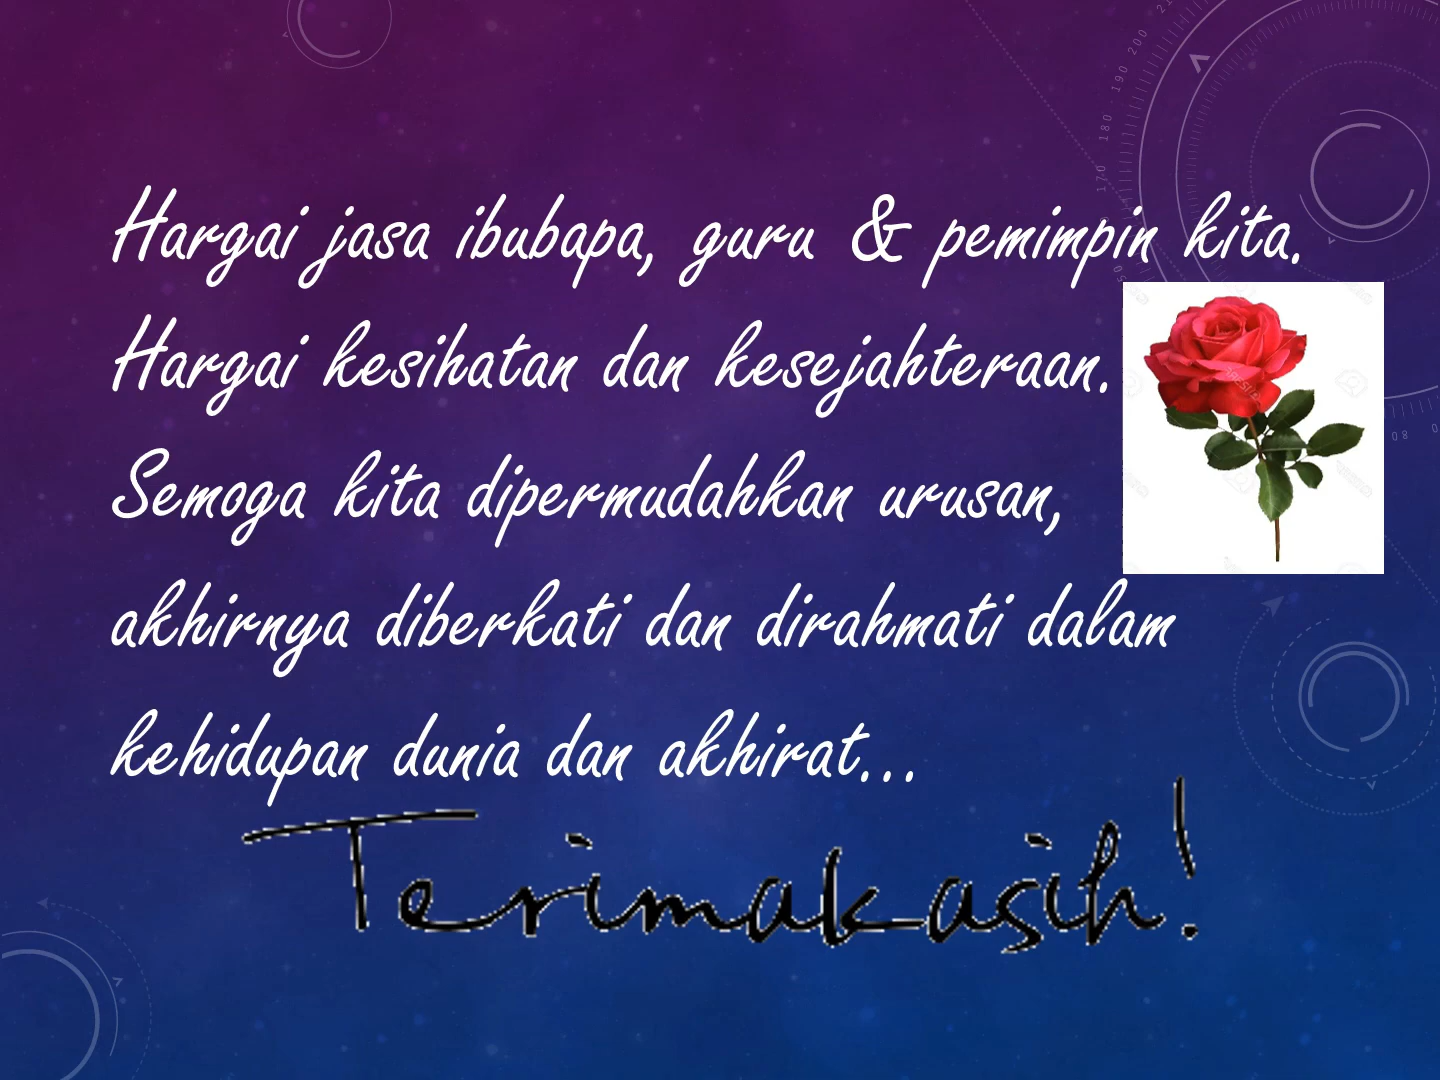 Hargai jasa ibubapa, guru & pemimpin kita.
Hargai kesihatan dan kesejahteraan.
Semoga kita dipermudahkan urusan,
akhirnya diberkati dan dirahmati dalam
kehidupan dunia dan akhirat...
Terimakasih!